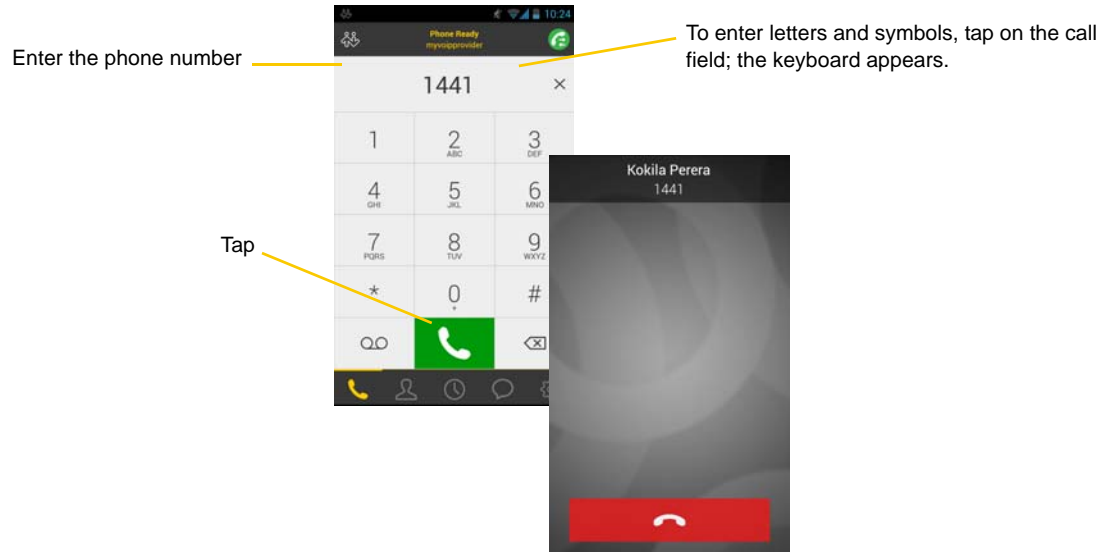 10:24
Phone Ready
myvoipprovider
Enter the phone number
To enter letters and symbols, tap on the call
field; the keyboard appears.
1441
1
2
ABC
3
DEF
4
GHI
5
JKL
6
MNO
7
PQRS
8
TUV
9
WXYZ
*
0
+
#
Tap
Kokila Perera
1441